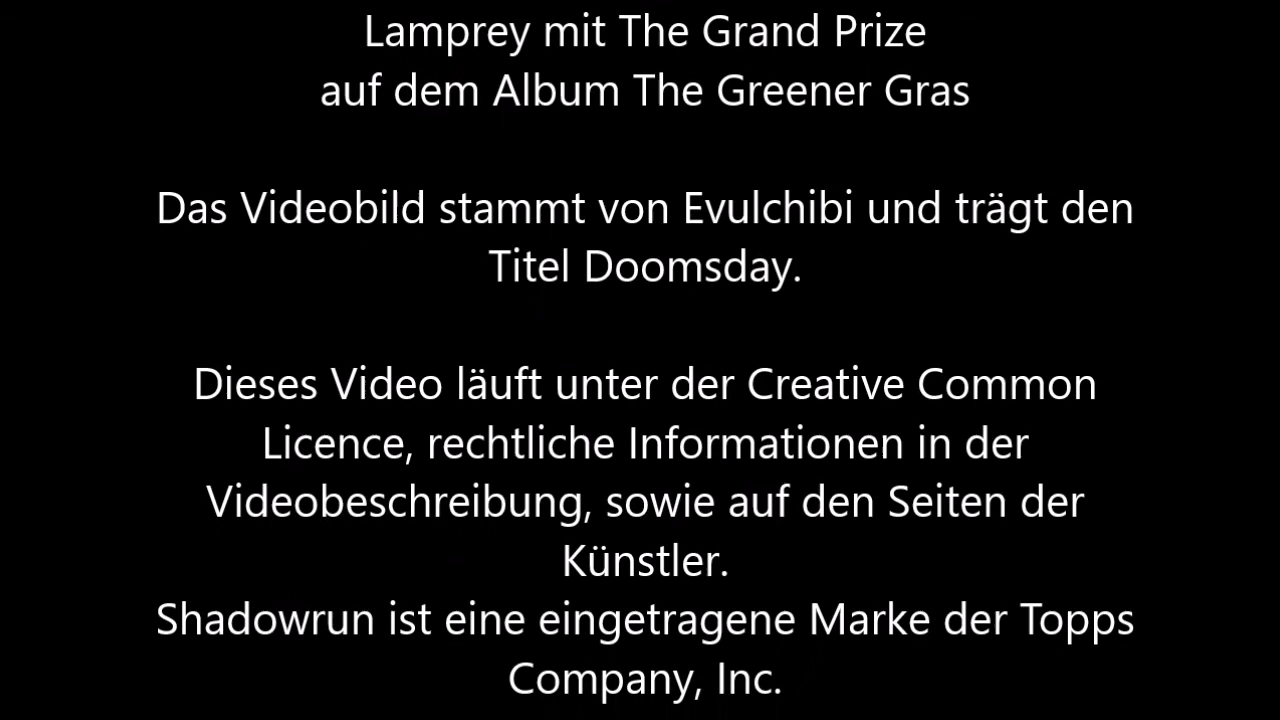 Lamprey mit The Grand Prize
auf dem Album The Greener Gras
Das Videobild stammt von Evulchibi und trägt den
Titel Doomsday.
Dieses Video läuft unter der Creative Common
Licence, rechtliche Informationen in der
Videobeschreibung, sowie auf den Seiten der
Künstler.
Shadowrun ist eine eingetragene Marke der Topps
Company, Inc.